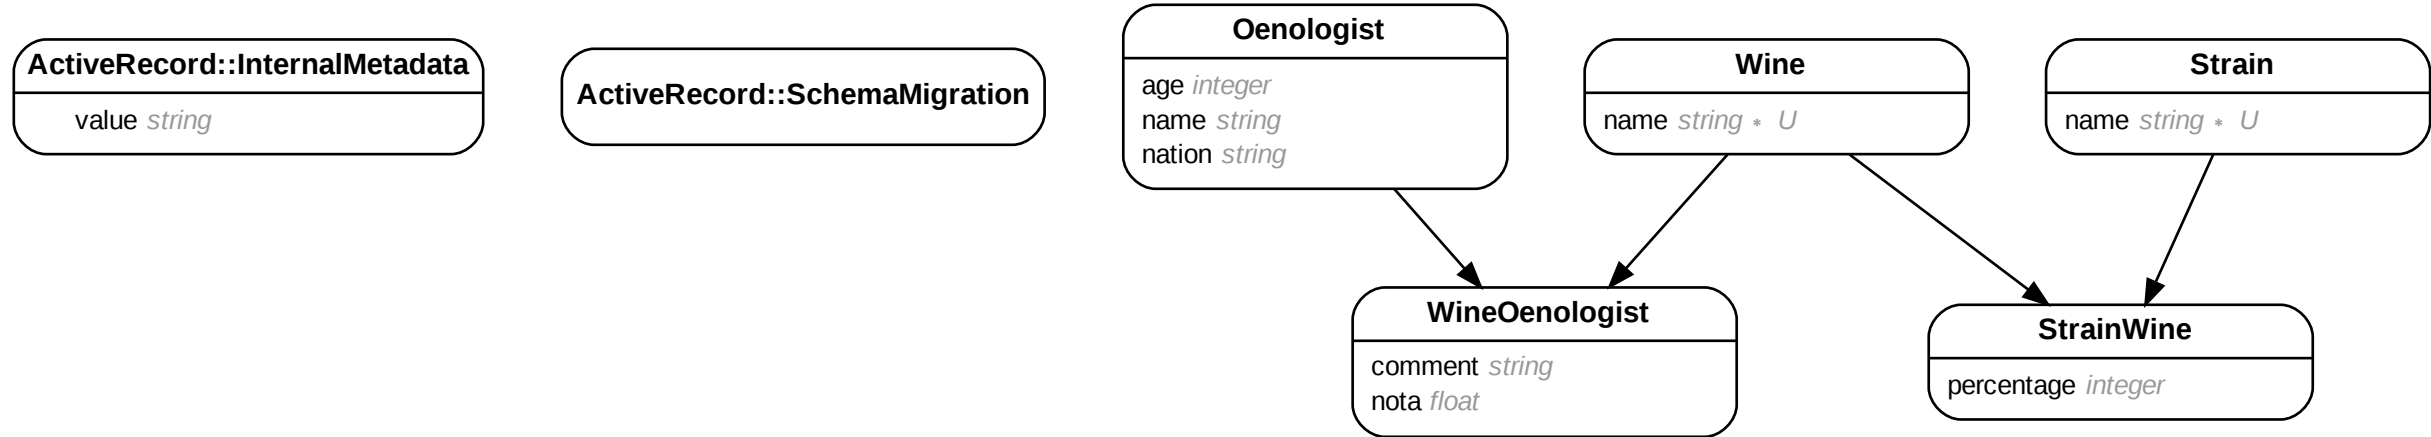 ActiveRecord::InternalMetadata
value string
ActiveRecord::SchemaMigration
Oenologist
age integer
name string
nation string
Wine
name string * U
Strain
name string * U
WineOenologist
comment string
nota float
StrainWine
percentage integer